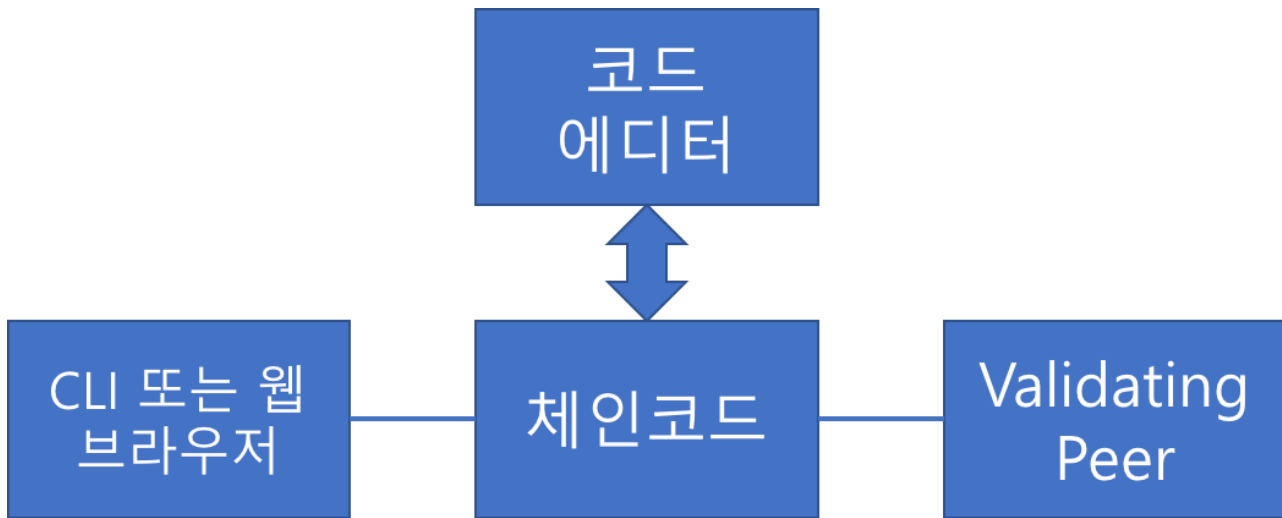 코드
에디터
CLI 또는 웹
브라우저
체인코드
Validating
Peer